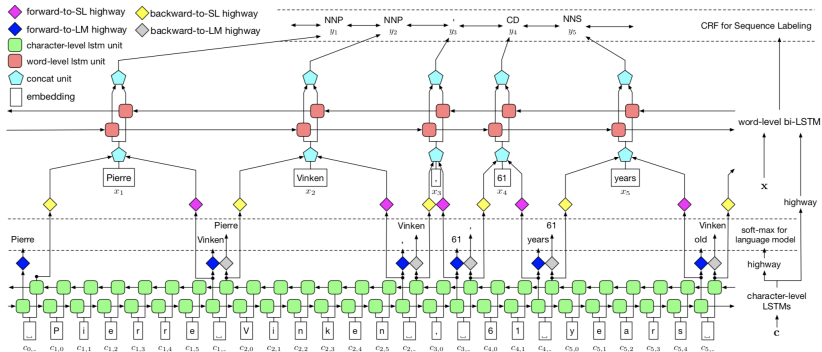 forward-to-SL highway backward-to-SL highway
forward-to-LM highway backward-to-LM highway
character-level lstm unit
word-level lstm unit
concat unit
embedding
NNP NNP , CD NNS
y1 y2 y3 y4 y5
CRF for Sequence Labeling
word-level bi-LSTM
Pierre Vinken , 61 years
x1 x2 x3 x4 x5
x
highway
Pierre Vinken , 61 Vinken
soft-max for
language model
Pierre Vinken , 61 years old
highway
character-level
LSTMs
␣ P i e r r e ␣ V i n k e n ␣ , ␣ 6 1 ␣ y e a r s ␣
c
c0,_ c1,0 c1,1 c1,2 c1,3 c1,4 c1,5 c1,_ c2,0 c2,1 c2,2 c2,3 c2,4 c2,5 c2,_ c3,0 c3,_ c4,0 c4,1 c4,_ c5,0 c5,1 c5,2 c5,3 c5,4 c5,_